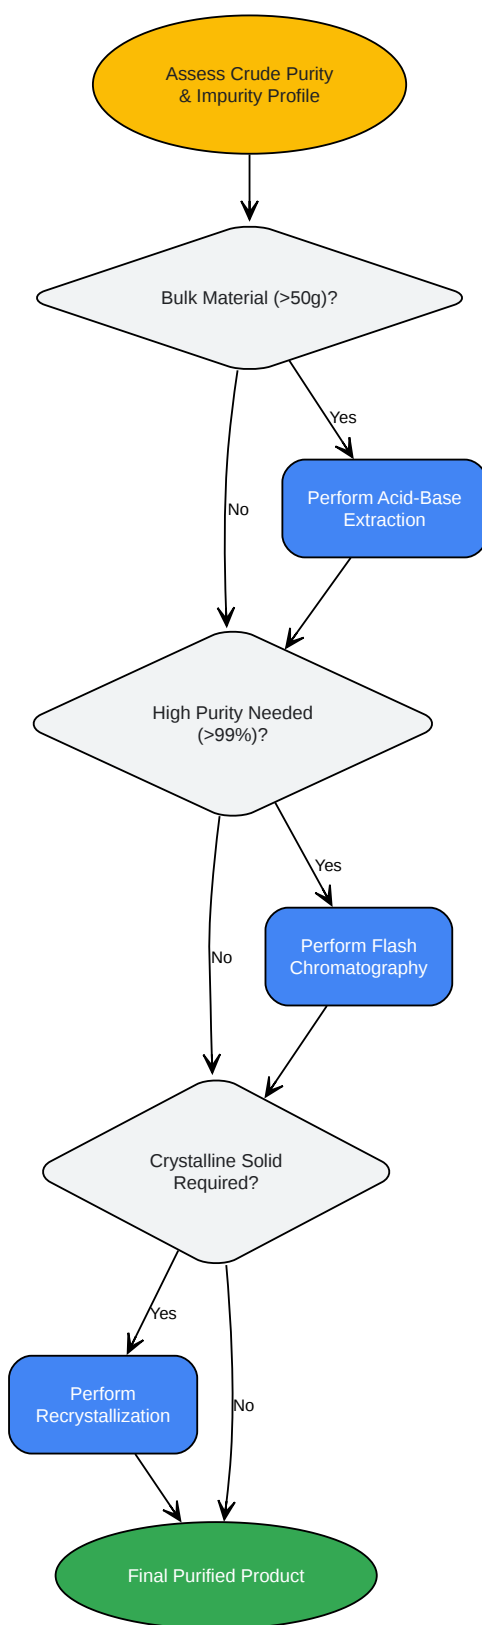 Assess Crude Purity
& Impurity Profile
Bulk Material (>50g)?
Yes
Perform Acid-Base
Extraction
No
High Purity Needed
(>99%)?
Yes
Perform Flash
Chromatography
No
Crystalline Solid
Required?
Yes
Perform
Recrystallization
No
Final Purified Product